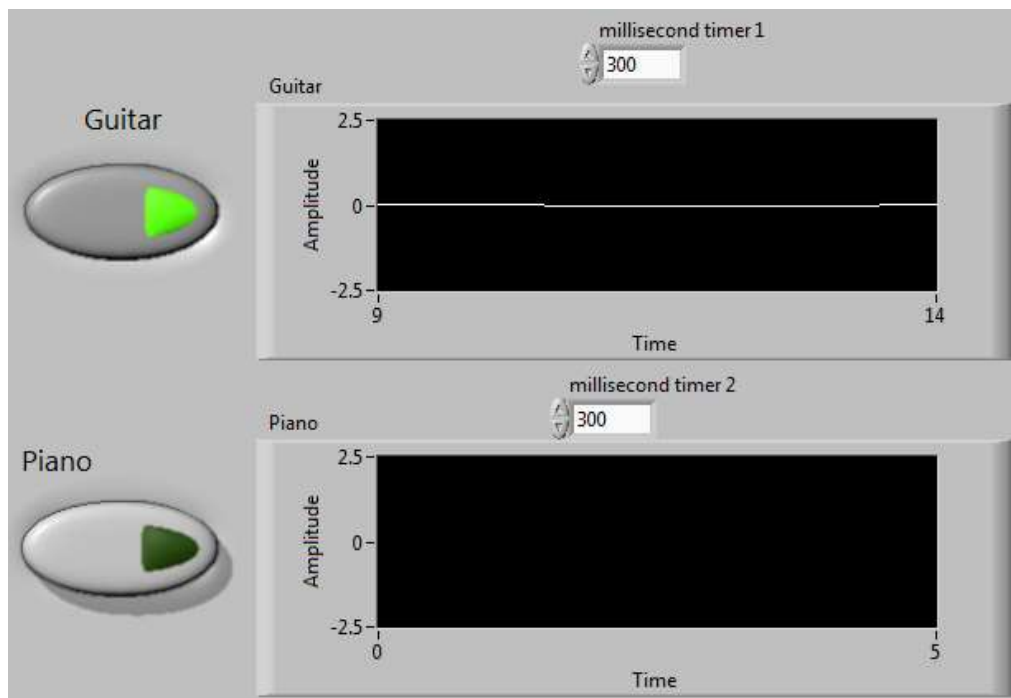 millisecond timer 1
300
Guitar
Guitar
2.5
Amplitude
0
-2.5
9
14
Time
millisecond timer 2
300
Piano
Piano
2.5
Amplitude
0
-2.5
0
5
Time